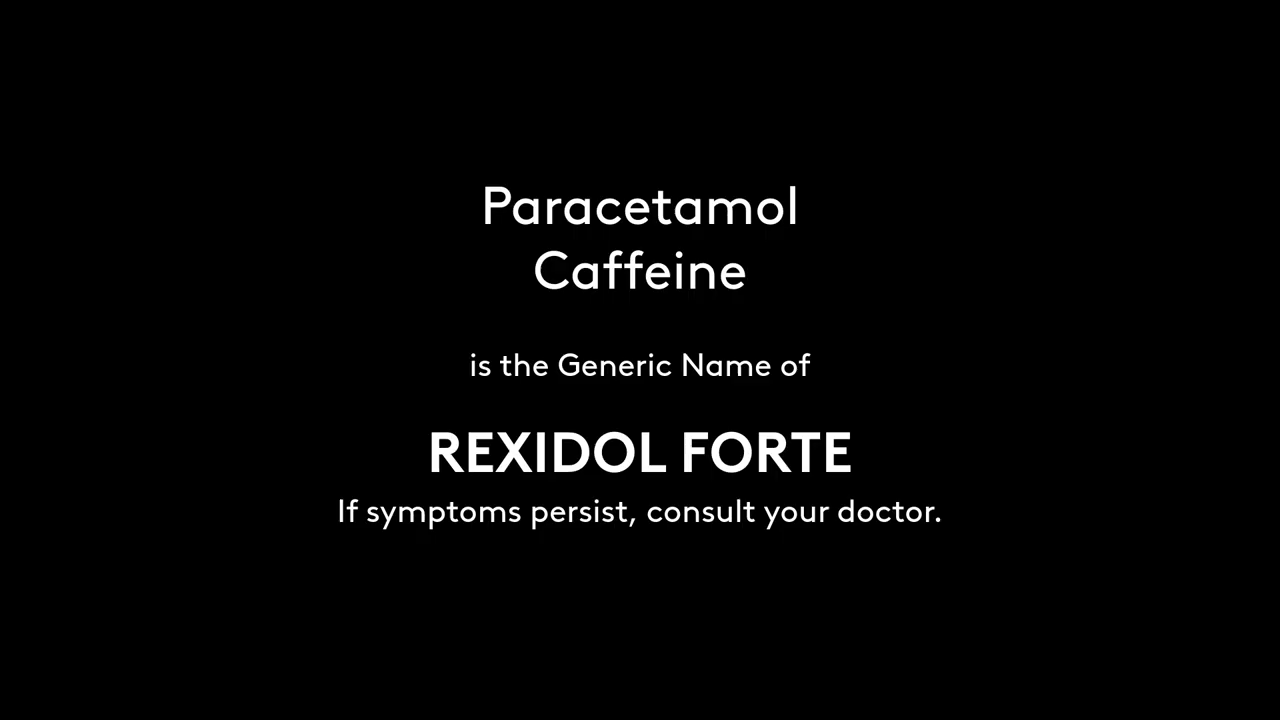 Paracetamol
Caffeine
is the Generic Name of
REXIDOL FORTE
If symptoms persist, consult your doctor.